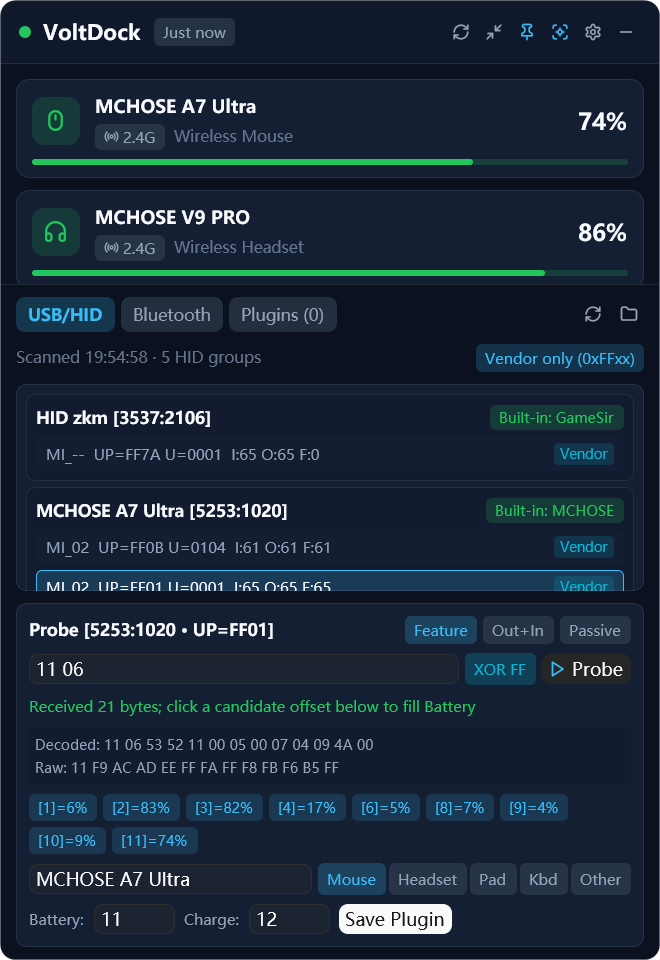 VoltDock Just now
MCHOSE A7 Ultra
2.4G Wireless Mouse
74%
MCHOSE V9 PRO
2.4G Wireless Headset
86%
USB/HID Bluetooth Plugins (0)
Scanned 19:54:58 · 5 HID groups Vendor only (0xFFxx)
HID zkm [3537:2106] Built-in: GameSir
MI_-- UP=FF7A U=0001 I:65 O:65 F:0 Vendor
MCHOSE A7 Ultra [5253:1020] Built-in: MCHOSE
MI_02 UP=FF0B U=0104 I:61 O:61 F:61 Vendor
MI_02 UP=FF01 U=0001 I:65 O:65 F:65 Vendor
Probe [5253:1020 • UP=FF01] Feature Out+In Passive
11 06 XOR FF Probe
Received 21 bytes; click a candidate offset below to fill Battery
Decoded: 11 06 53 52 11 00 05 00 07 04 09 4A 00
Raw: 11 F9 AC AD EE FF FA FF F8 FB F6 B5 FF
[1]=6% [2]=83% [3]=82% [4]=17% [6]=5% [8]=7% [9]=4%
[10]=9% [11]=74%
MCHOSE A7 Ultra Mouse Headset Pad Kbd Other
Battery: 11 Charge: 12 Save Plugin